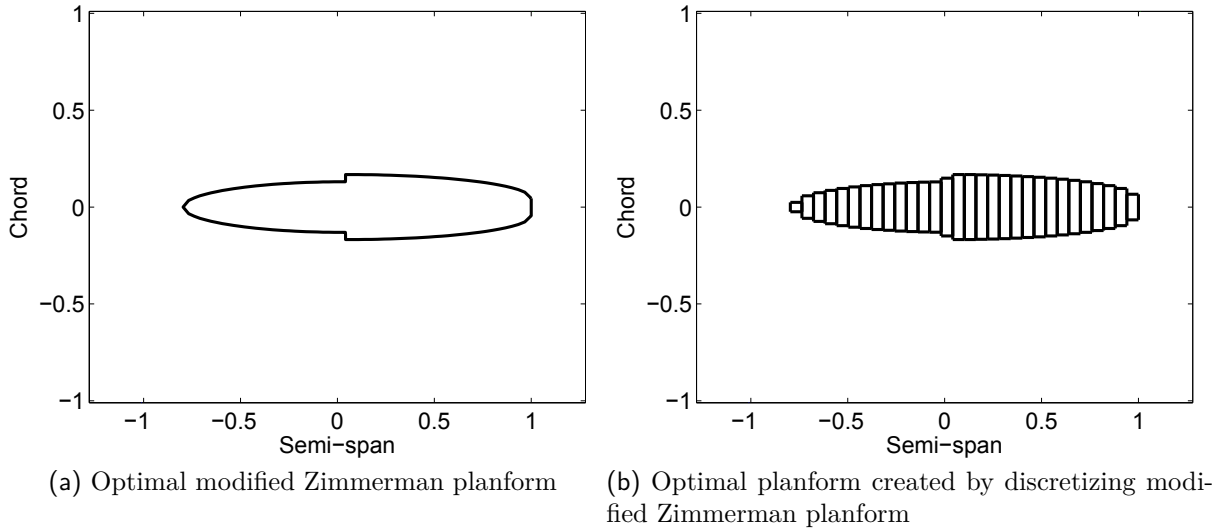 1
0.5
0
−0.5
−1
Chord
−1
−0.5
0
0.5
1
Semi−span
(a) Optimal modified Zimmerman planform
1
0.5
0
−0.5
−1
Chord
−1
−0.5
0
0.5
1
Semi−span
(b) Optimal planform created by discretizing modi-
fied Zimmerman planform